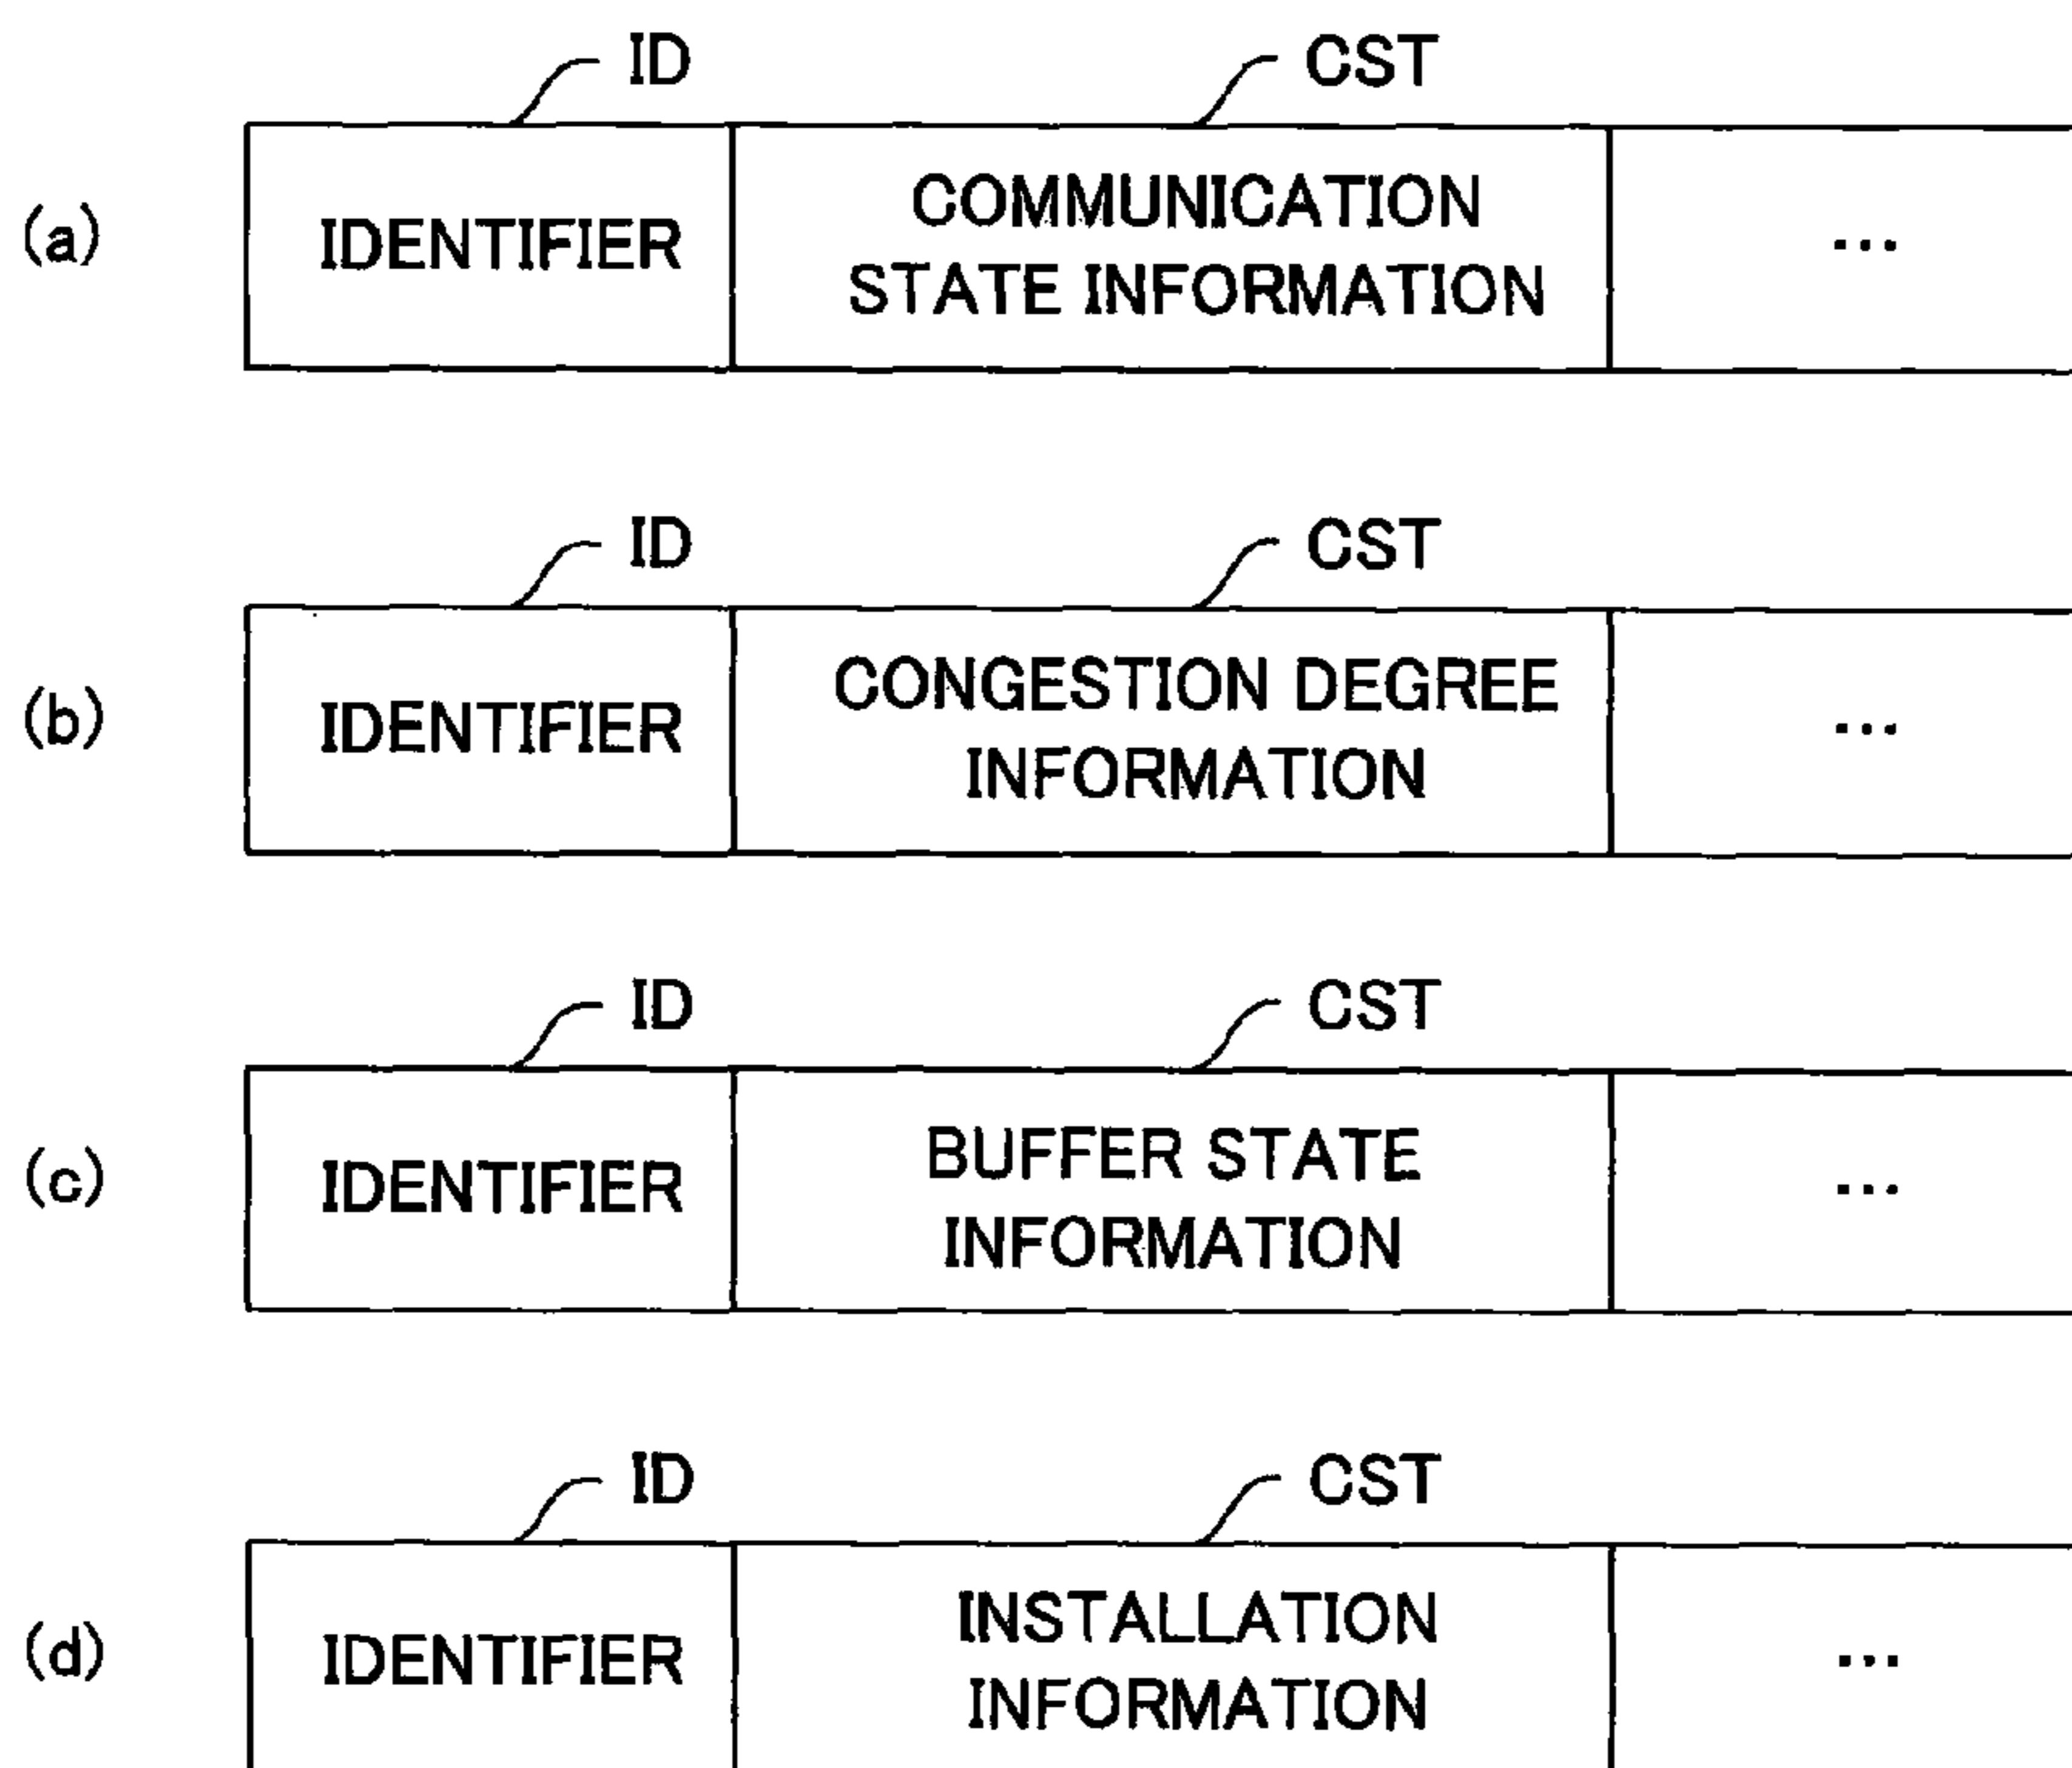 ID CST
(a) IDENTIFIER COMMUNICATION
STATE INFORMATION ...
ID CST
(b) IDENTIFIER CONGESTION DEGREE
INFORMATION ...
ID CST
(c) IDENTIFIER BUFFER STATE
INFORMATION ...
ID CST
(d) IDENTIFIER INSTALLATION
INFORMATION ...